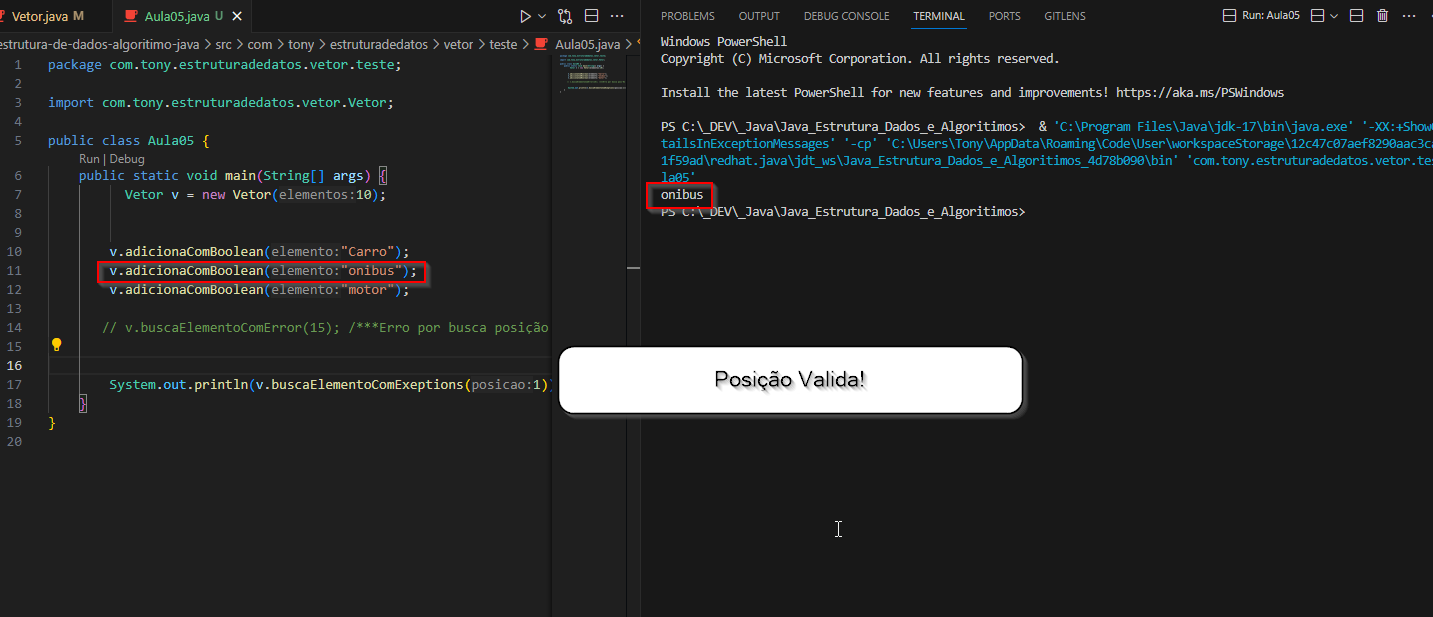 Vetor.java M
Aula05.java U
PROBLEMS OUTPUT DEBUG CONSOLE TERMINAL PORTS GITLENS
Run: Aula05
estrutura-de-dados-algoritimo-java > src > com > tony > estruturadedatos > vetor > teste > Aula05.java >
1 package com.tony.estruturadedatos.vetor.teste;
2
3 import com.tony.estruturadedatos.vetor.Vetor;
4
5 public class Aula05 {
Run | Debug
6 public static void main(String[] args) {
7 Vetor v = new Vetor(elementos:10);
8
9
10 v.adicionaComBoolean(elemento:"Carro");
11 v.adicionaComBoolean(elemento:"onibus");
12 v.adicionaComBoolean(elemento:"motor");
13
14 // v.buscaElementoComError(15); /***Erro por busca posição
15
16
17 System.out.println(v.buscaElementoComExeptions(posicao:1))
18 }
19 }
20
Windows PowerShell
Copyright (C) Microsoft Corporation. All rights reserved.
Install the latest PowerShell for new features and improvements! https://aka.ms/PSWindows
PS C:\_DEV\_Java\Java_Estrutura_Dados_e_Algoritimos> & 'C:\Program Files\Java\jdk-17\bin\java.exe' '-XX:+Show
tailsInExceptionMessages' '-cp' 'C:\Users\Tony\AppData\Roaming\Code\User\workspaceStorage\12c47c07aef8290aac3c
1f59ad\redhat.java\jdt_ws\Java_Estrutura_Dados_e_Algoritimos_4d78b090\bin' 'com.tony.estruturadedatos.vetor.tes
la05'
onibus
PS C:\_DEV\_Java\Java_Estrutura_Dados_e_Algoritimos>
Posição Valida!